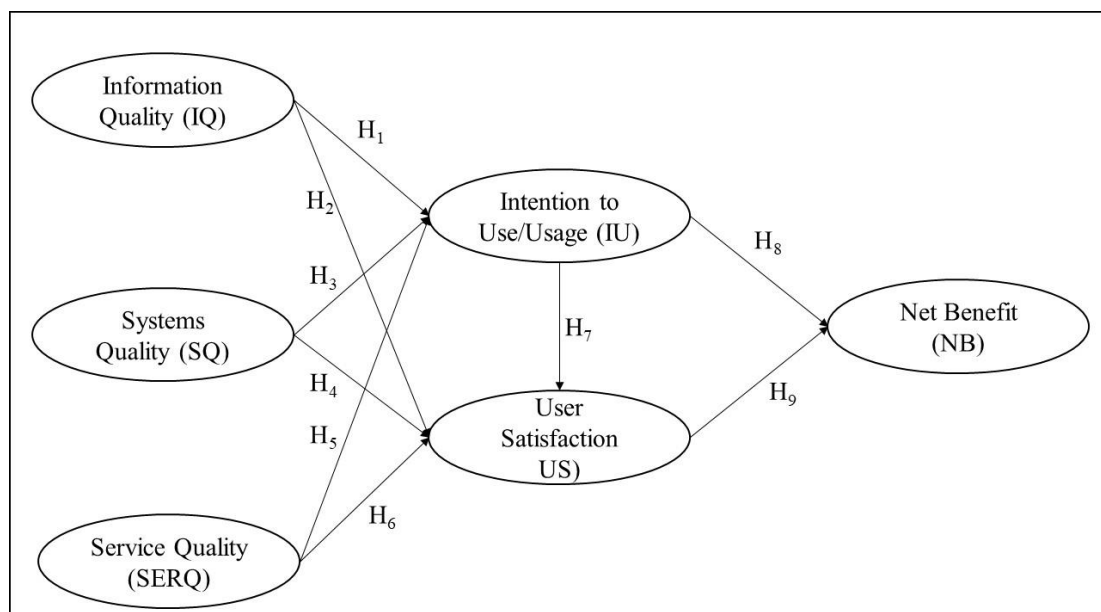 Information
Quality (IQ)
H₁
H₂
Intention to
Use/Usage (IU)
H₈
H₃
Systems
Quality (SQ)
H₇
Net Benefit
(NB)
H₄
H₉
User
Satisfaction
US)
H₅
H₆
Service Quality
(SERQ)